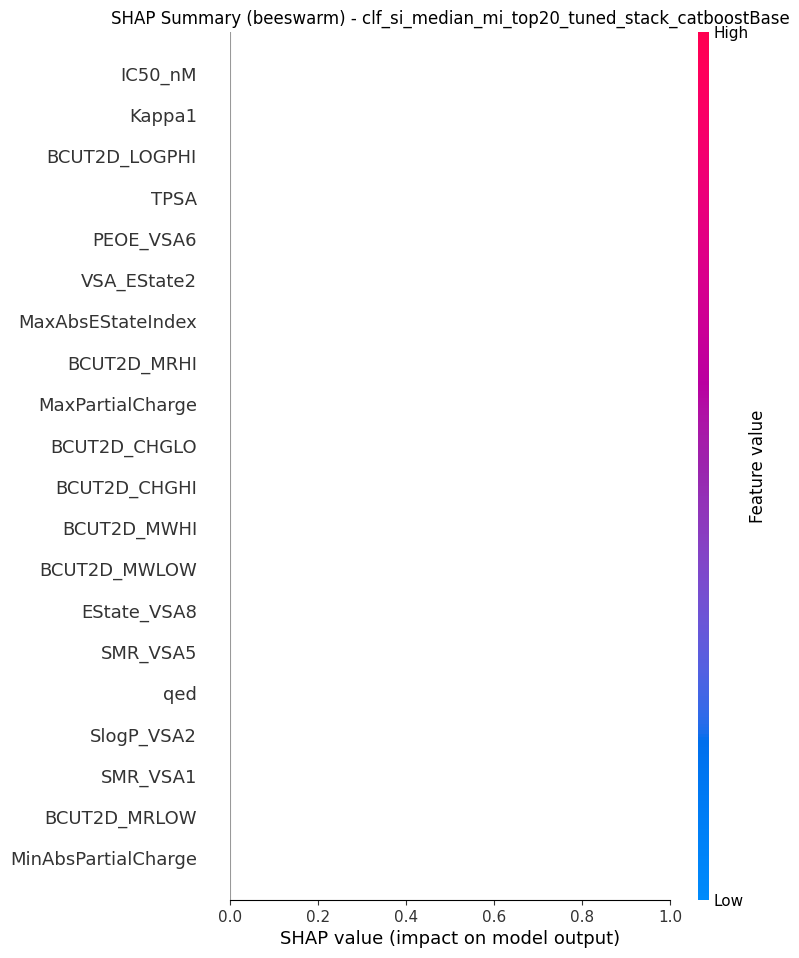 SHAP Summary (beeswarm) - clf_si_median_mi_top20_tuned_stack_catboostBase
High
IC50_nM
Kappa1
BCUT2D_LOGPHI
TPSA
PEOE_VSA6
VSA_EState2
MaxAbsEStateIndex
BCUT2D_MRHI
MaxPartialCharge
BCUT2D_CHGLO
BCUT2D_CHGHI
BCUT2D_MWHI
BCUT2D_MWLOW
EState_VSA8
SMR_VSA5
qed
SlogP_VSA2
SMR_VSA1
BCUT2D_MRLOW
MinAbsPartialCharge
Feature value
Low
0.0 0.2 0.4 0.6 0.8 1.0
SHAP value (impact on model output)